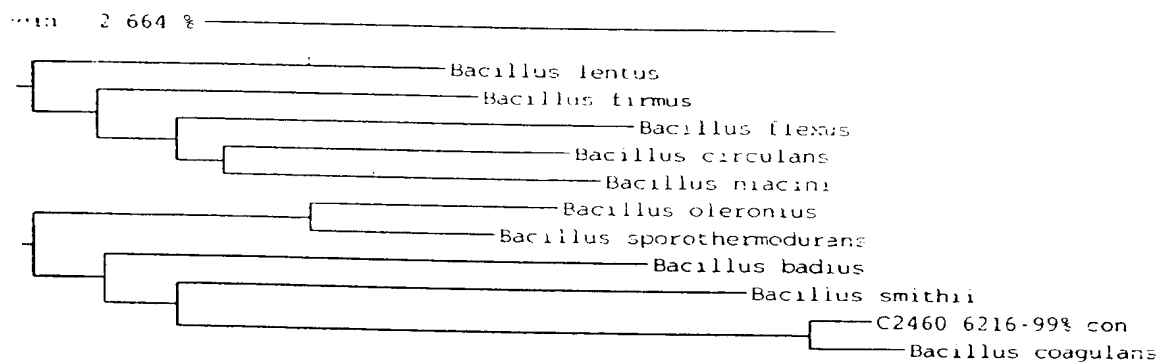 2 664 %
Bacillus lentus
Bacillus firmus
Bacillus flexus
Bacillus circulans
Bacillus niacini
Bacillus oleronius
Bacillus sporothermodurans
Bacillus badius
Bacillus smithii
C2460 6216-99% con
Bacillus coagulans